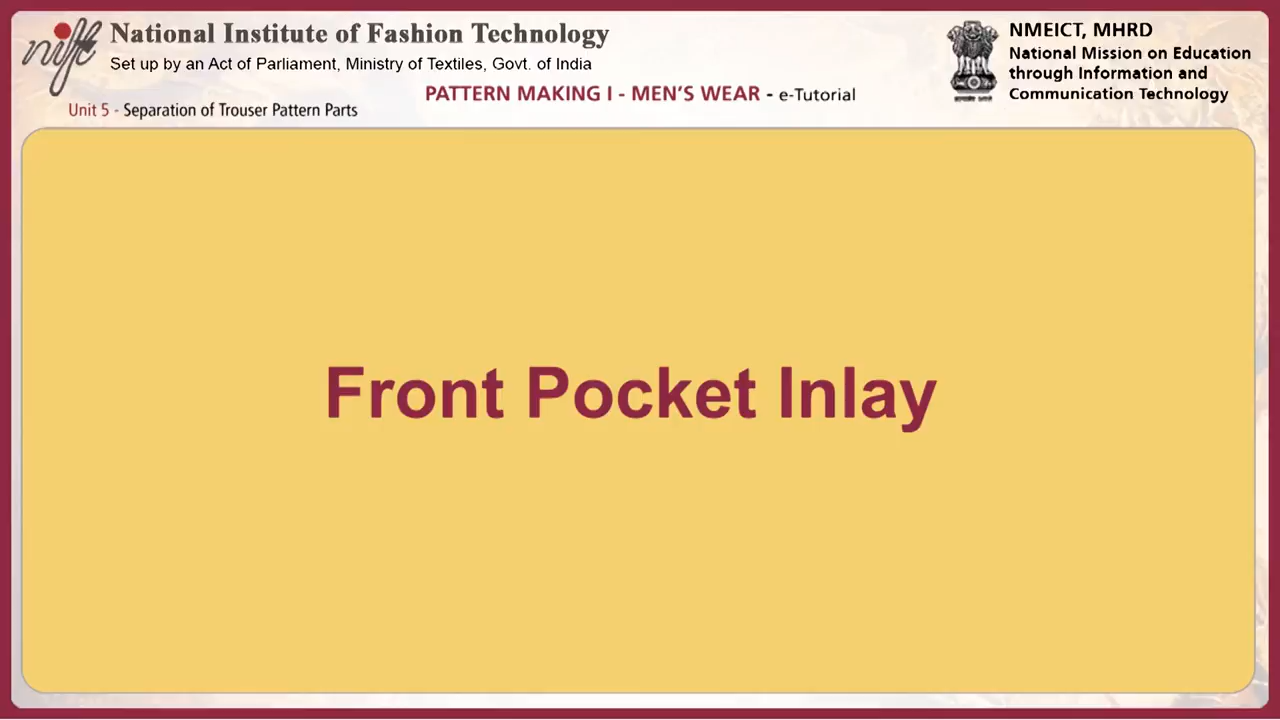 nift
National Institute of Fashion Technology
Set up by an Act of Parliament, Ministry of Textiles, Govt. of India
PATTERN MAKING I - MEN'S WEAR - e-Tutorial
Unit 5 - Separation of Trouser Pattern Parts
NMEICT, MHRD
National Mission on Education
through Information and
Communication Technology
Front Pocket Inlay